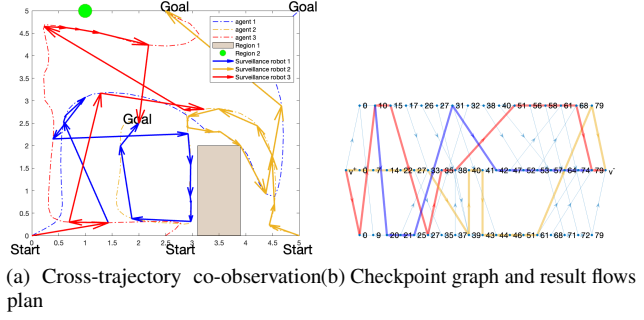 Goal
Goal
agent 1
agent 2
agent 3
Region 1
Region 2
Surveillance robot 1
Surveillance robot 2
Surveillance robot 3
Goal
5
4.5
4
3.5
3
2.5
2
1.5
1
0.5
0
0 0.5 1 1.5 2 2.5 3 3.5 4 4.5 5
Start Start Start
0 10 15 17 26 27 31 32 38 40 51 56 58 61 68 79
0 7 14 22 27 33 35 38 40 41 42 47 51 52 55 57 62 66 74 79
0 9 20 21 25 27 35 37 39 43 44 45 46 51 61 68 72 79
(a) Cross-trajectory co-observation (b) Checkpoint graph and result flows
plan